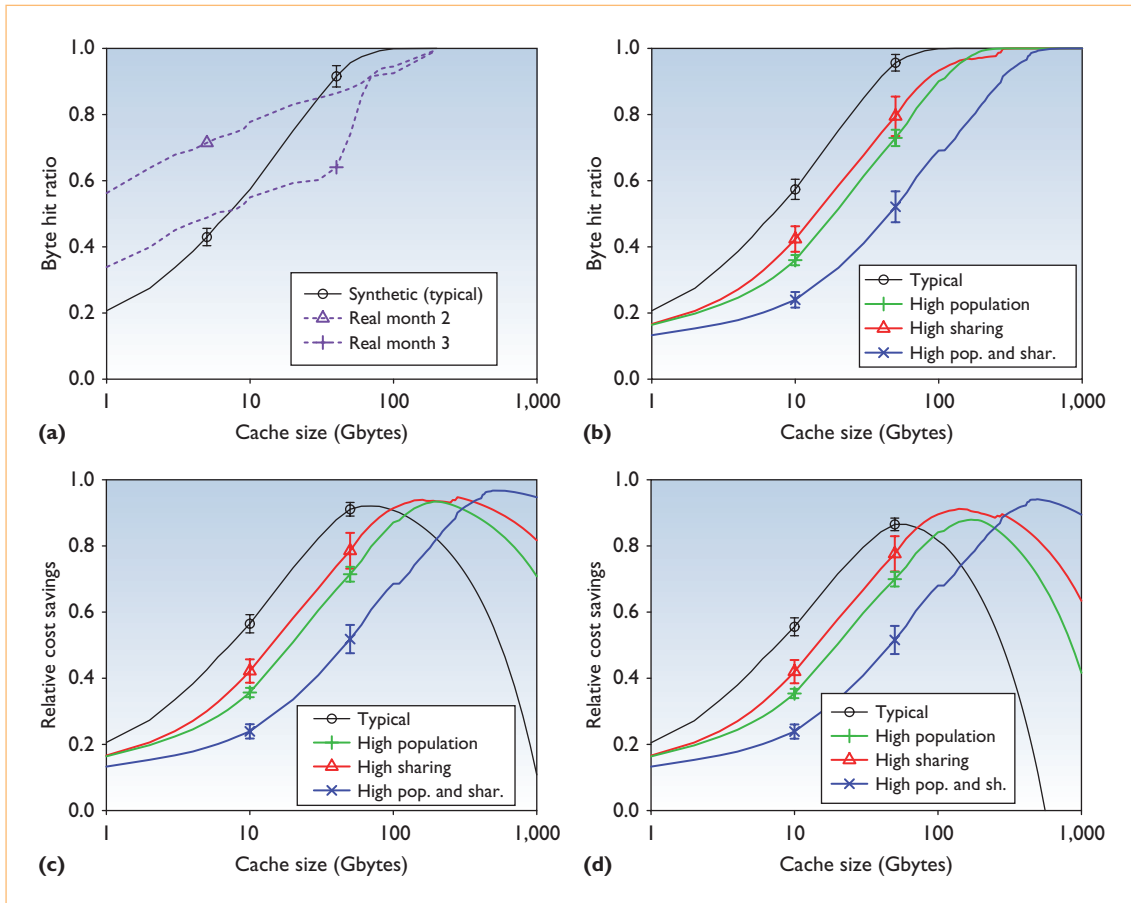 1.0
0.8
0.6
0.4
0.2
0.0
Byte hit ratio
Synthetic (typical)
Real month 2
Real month 3
1 10 100 1,000
Cache size (Gbytes)
(a)
1.0
0.8
0.6
0.4
0.2
0.0
Byte hit ratio
Typical
High population
High sharing
High pop. and shar.
1 10 100 1,000
Cache size (Gbytes)
(b)
1.0
0.8
0.6
0.4
0.2
0.0
Relative cost savings
Typical
High population
High sharing
High pop. and shar.
1 10 100 1,000
Cache size (Gbytes)
(c)
1.0
0.8
0.6
0.4
0.2
0.0
Relative cost savings
Typical
High population
High sharing
High pop. and sh.
1 10 100 1,000
Cache size (Gbytes)
(d)